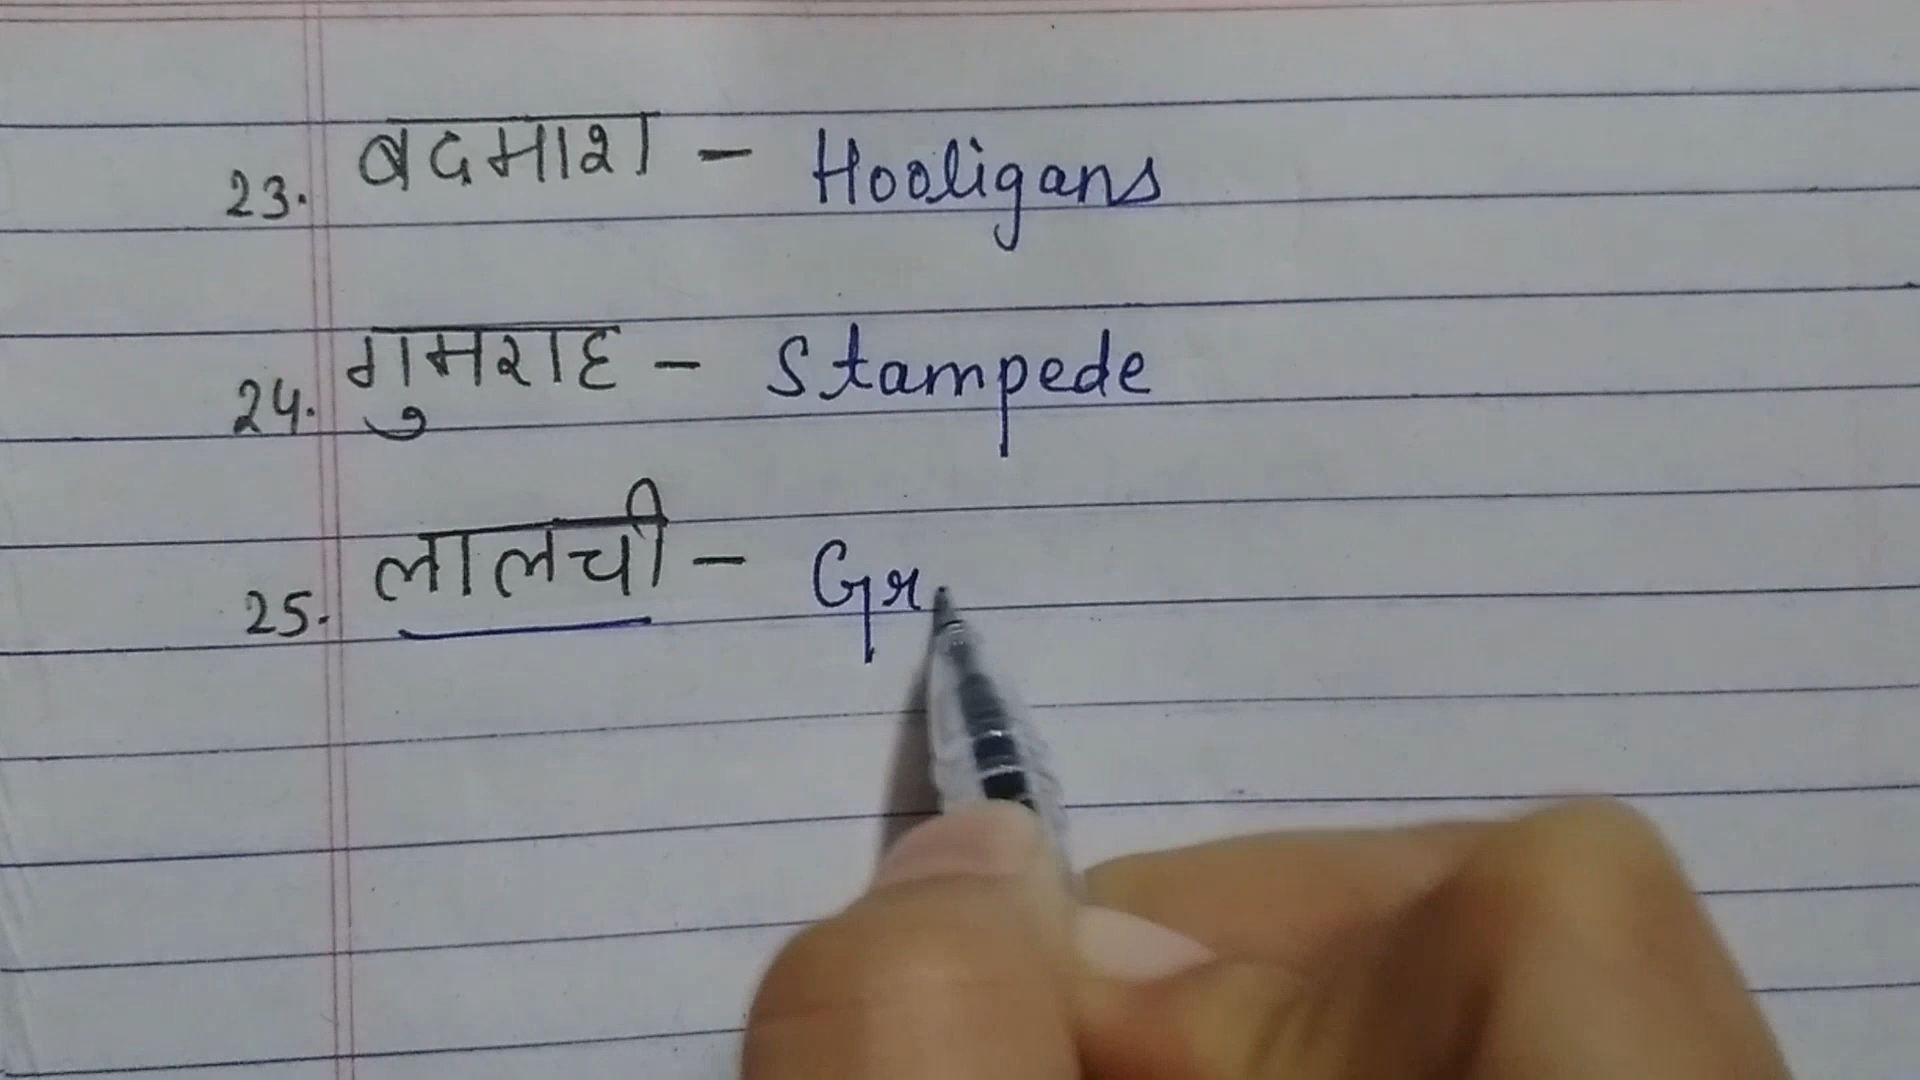 23. बदमाश - Hooligans
24. गुमराह - Stampede
25. लालची - Gr